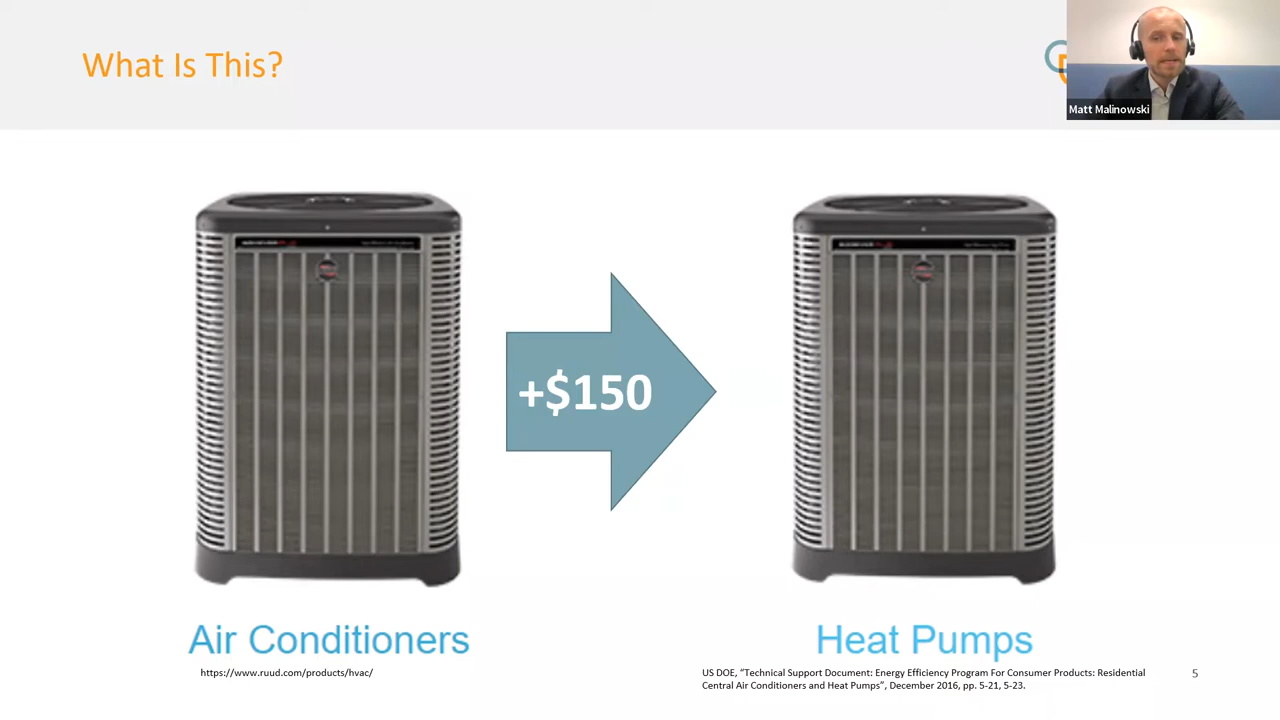 What Is This?
Matt Malinowski
+$150
Air Conditioners
Heat Pumps
https://www.ruud.com/products/hvac/
US DOE, “Technical Support Document: Energy Efficiency Program For Consumer Products: Residential
Central Air Conditioners and Heat Pumps”, December 2016, pp. 5-21, 5-23.
5